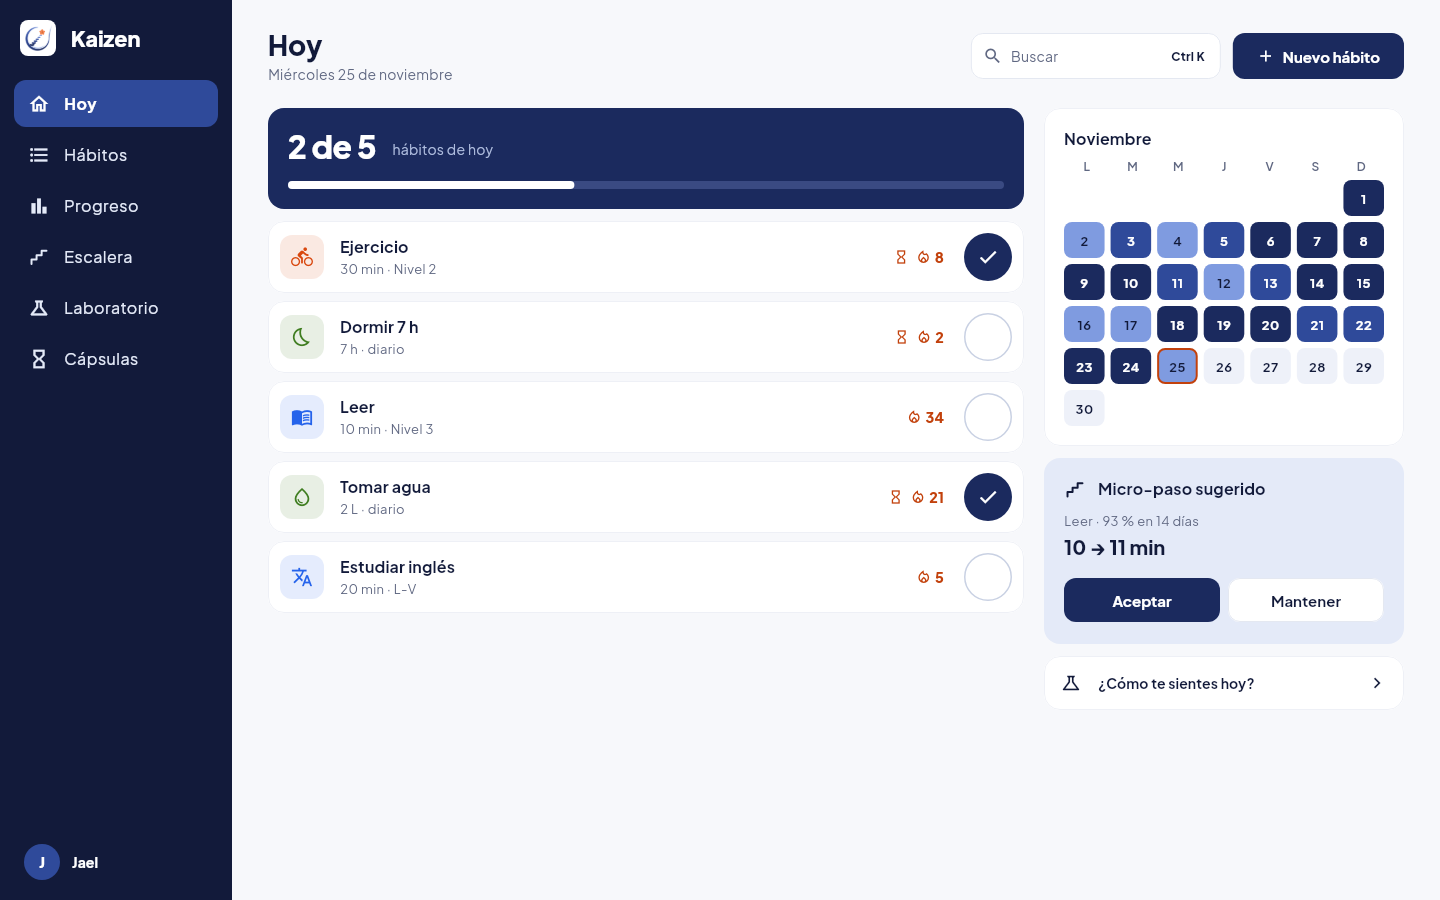 Kaizen
Hoy
Hábitos
Progreso
Escalera
Laboratorio
Cápsulas
J Jael
Hoy
Miércoles 25 de noviembre
Buscar Ctrl K
+ Nuevo hábito
2 de 5 hábitos de hoy
Ejercicio
30 min · Nivel 2
8
Dormir 7 h
7 h · diario
2
Leer
10 min · Nivel 3
34
Tomar agua
2 L · diario
21
Estudiar inglés
20 min · L-V
5
Noviembre
L M M J V S D
1
2 3 4 5 6 7 8
9 10 11 12 13 14 15
16 17 18 19 20 21 22
23 24 25 26 27 28 29
30
Micro-paso sugerido
Leer · 93 % en 14 días
10 → 11 min
Aceptar Mantener
¿Cómo te sientes hoy?